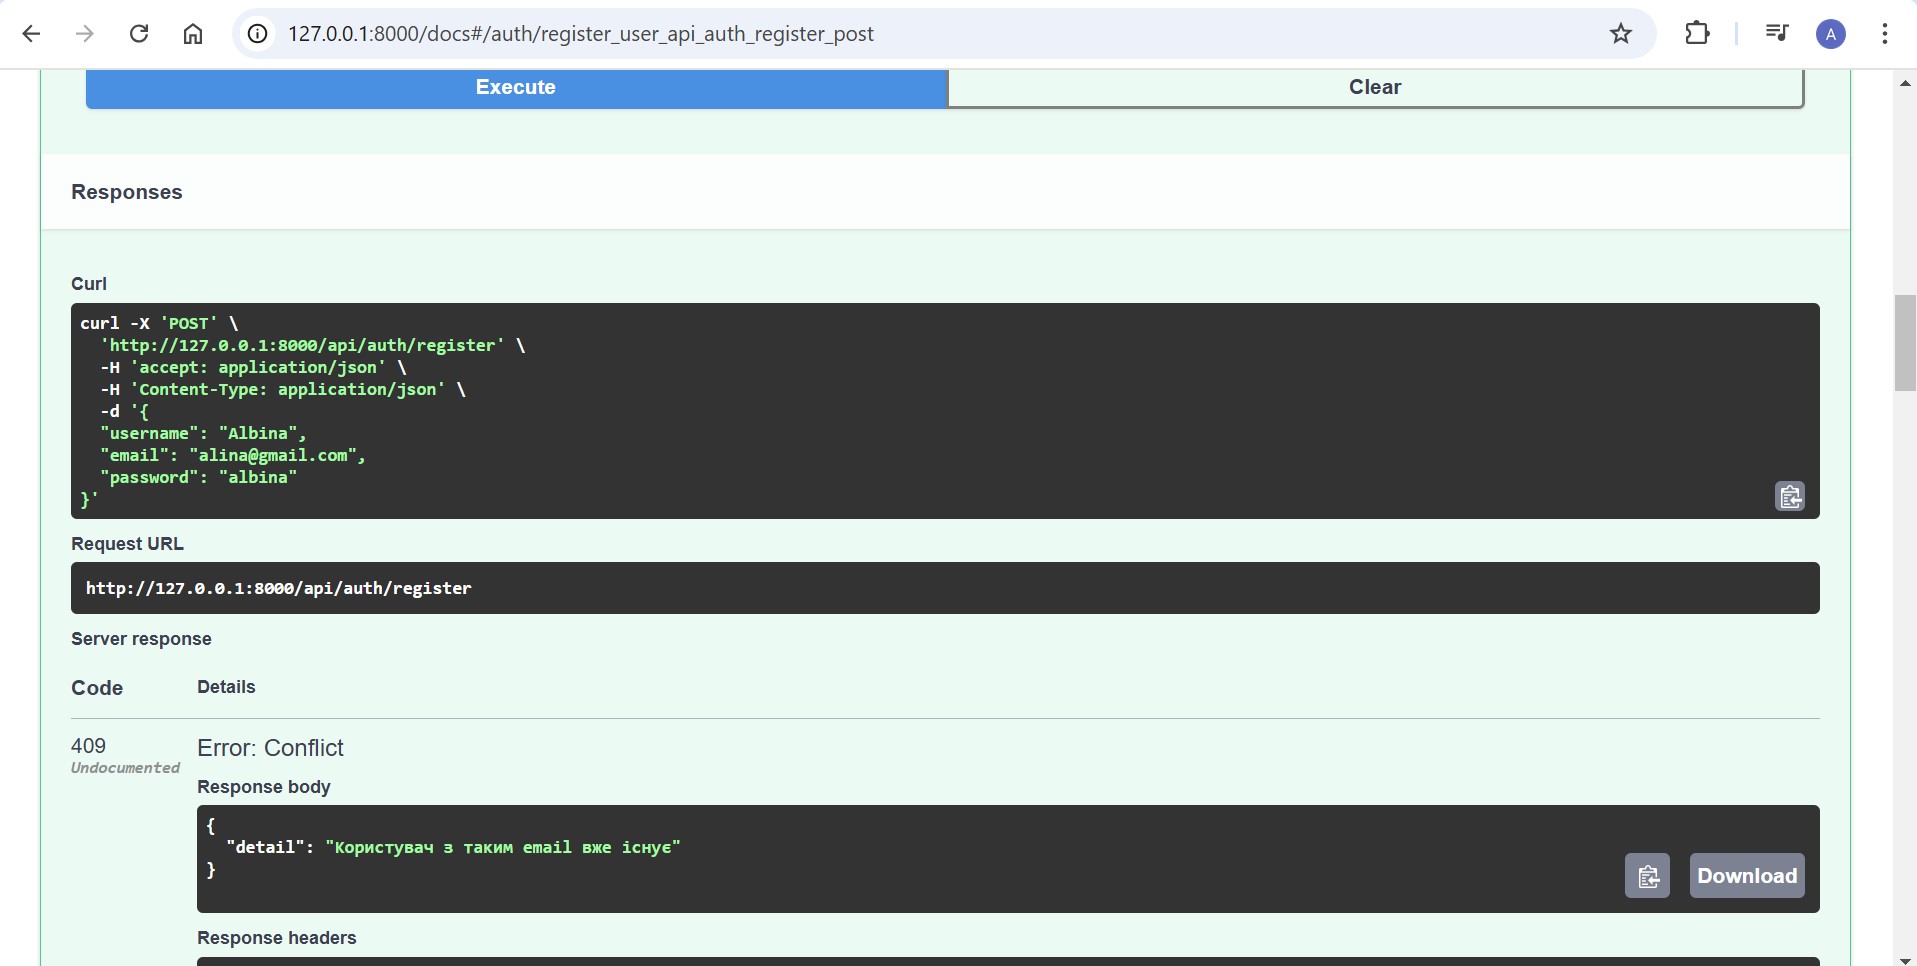 127.0.0.1:8000/docs#/auth/register_user_api_auth_register_post
A
Execute
Clear
Responses
Curl
curl -X 'POST' \
  'http://127.0.0.1:8000/api/auth/register' \
  -H 'accept: application/json' \
  -H 'Content-Type: application/json' \
  -d '{
  "username": "Albina",
  "email": "alina@gmail.com",
  "password": "albina"
}'
Request URL
http://127.0.0.1:8000/api/auth/register
Server response
Code
Details
409
Undocumented
Error: Conflict
Response body
{
  "detail": "Користувач з таким email вже існує"
}
Download
Response headers